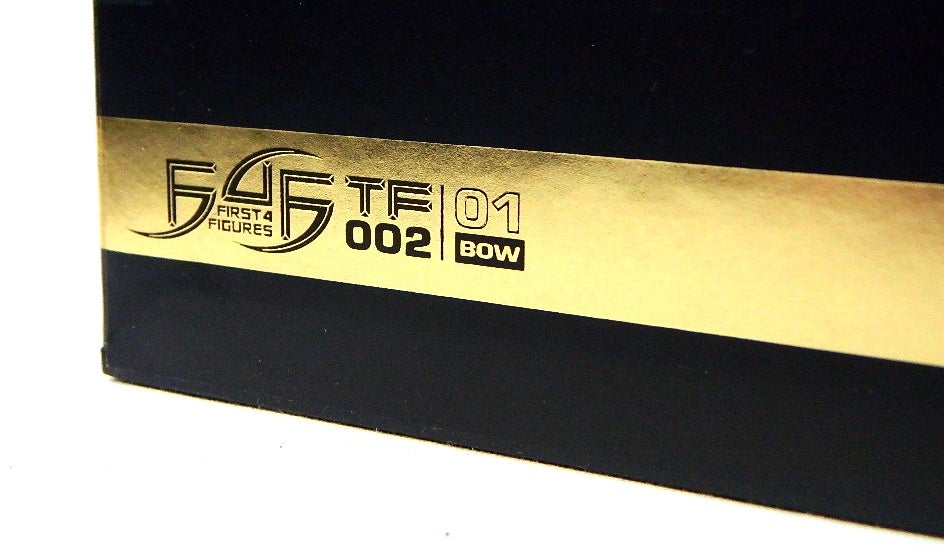 F4F
FIRST 4
FIGURES
TF
002
01
BOW